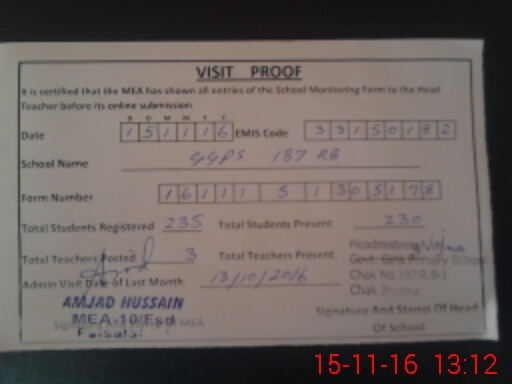 VISIT PROOF
It is certified that the MEA has shown all entries of the School Monitoring Form to the Head
Teacher before its online submission
D D M M Y Y
Date 1 5 1 1 1 6 EMIS Code 3 3 1 5 0 1 8 2
School Name GGPS 187 RB
Form Number 1 6 1 1 1 5 1 3 0 5 1 7 8
Total Students Registered 235 Total Students Present 230
Total Teachers Posted 3 Total Teachers Present
Headmistress
Govt. Girls Primary School
Admin Visit Date of Last Month 13/10/2016
Chak No.187.R.B-I
Chak
AMJAD HUSSAIN
MEA-10/Fsd
Faisalabad
Signature MEA
Signature And Stamp Of Head
Of School
15-11-16 13:12